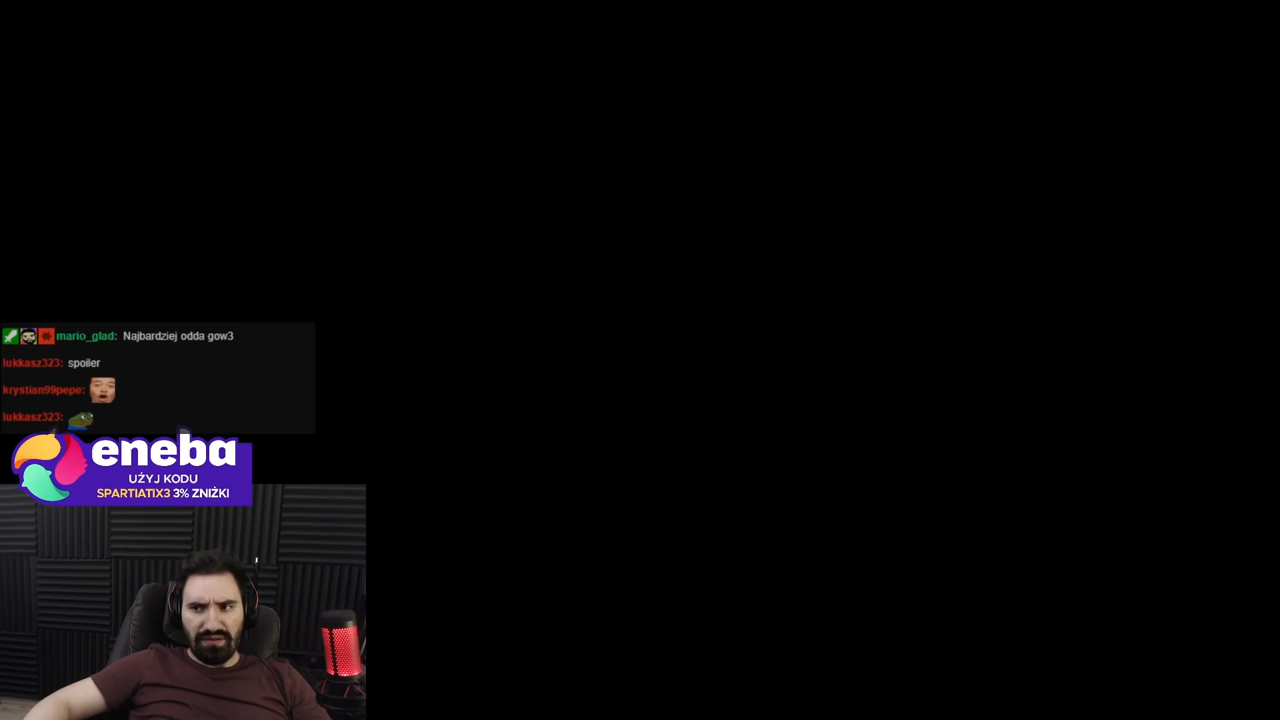 mario_glad: Najbardziej odda gow3
lukkasz323: spoiler
krystian99pepe:
lukkasz323:
eneba
UŻYJ KODU
SPARTIATIX3 3% ZNIŻKI